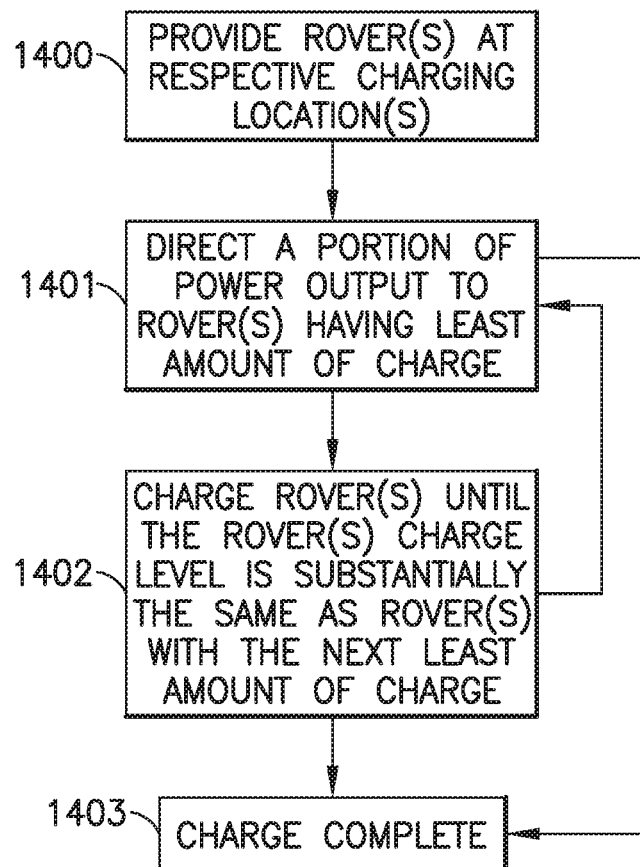 1400
PROVIDE ROVER(S) AT
RESPECTIVE CHARGING
LOCATION(S)
1401
DIRECT A PORTION OF
POWER OUTPUT TO
ROVER(S) HAVING LEAST
AMOUNT OF CHARGE
1402
CHARGE ROVER(S) UNTIL
THE ROVER(S) CHARGE
LEVEL IS SUBSTANTIALLY
THE SAME AS ROVER(S)
WITH THE NEXT LEAST
AMOUNT OF CHARGE
1403
CHARGE COMPLETE